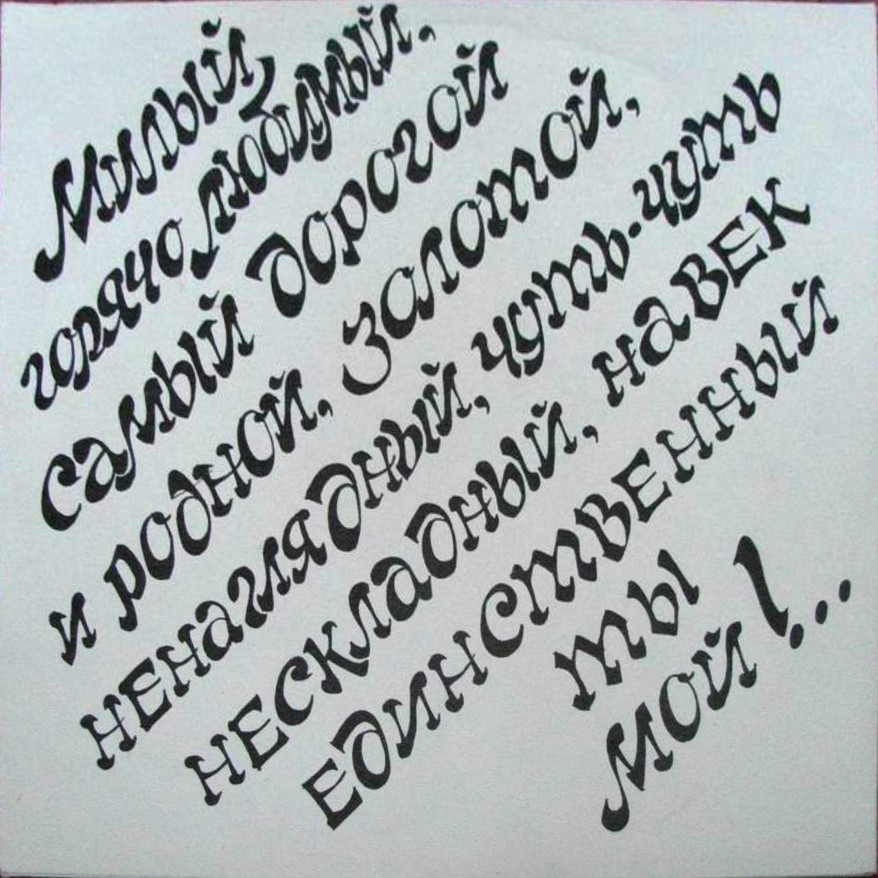 Милый,
горячо любимый,
самый дорогой
и родной, золотой,
ненаглядный, чуть-чуть
нескладный, навек
единственный
ты
мой!...